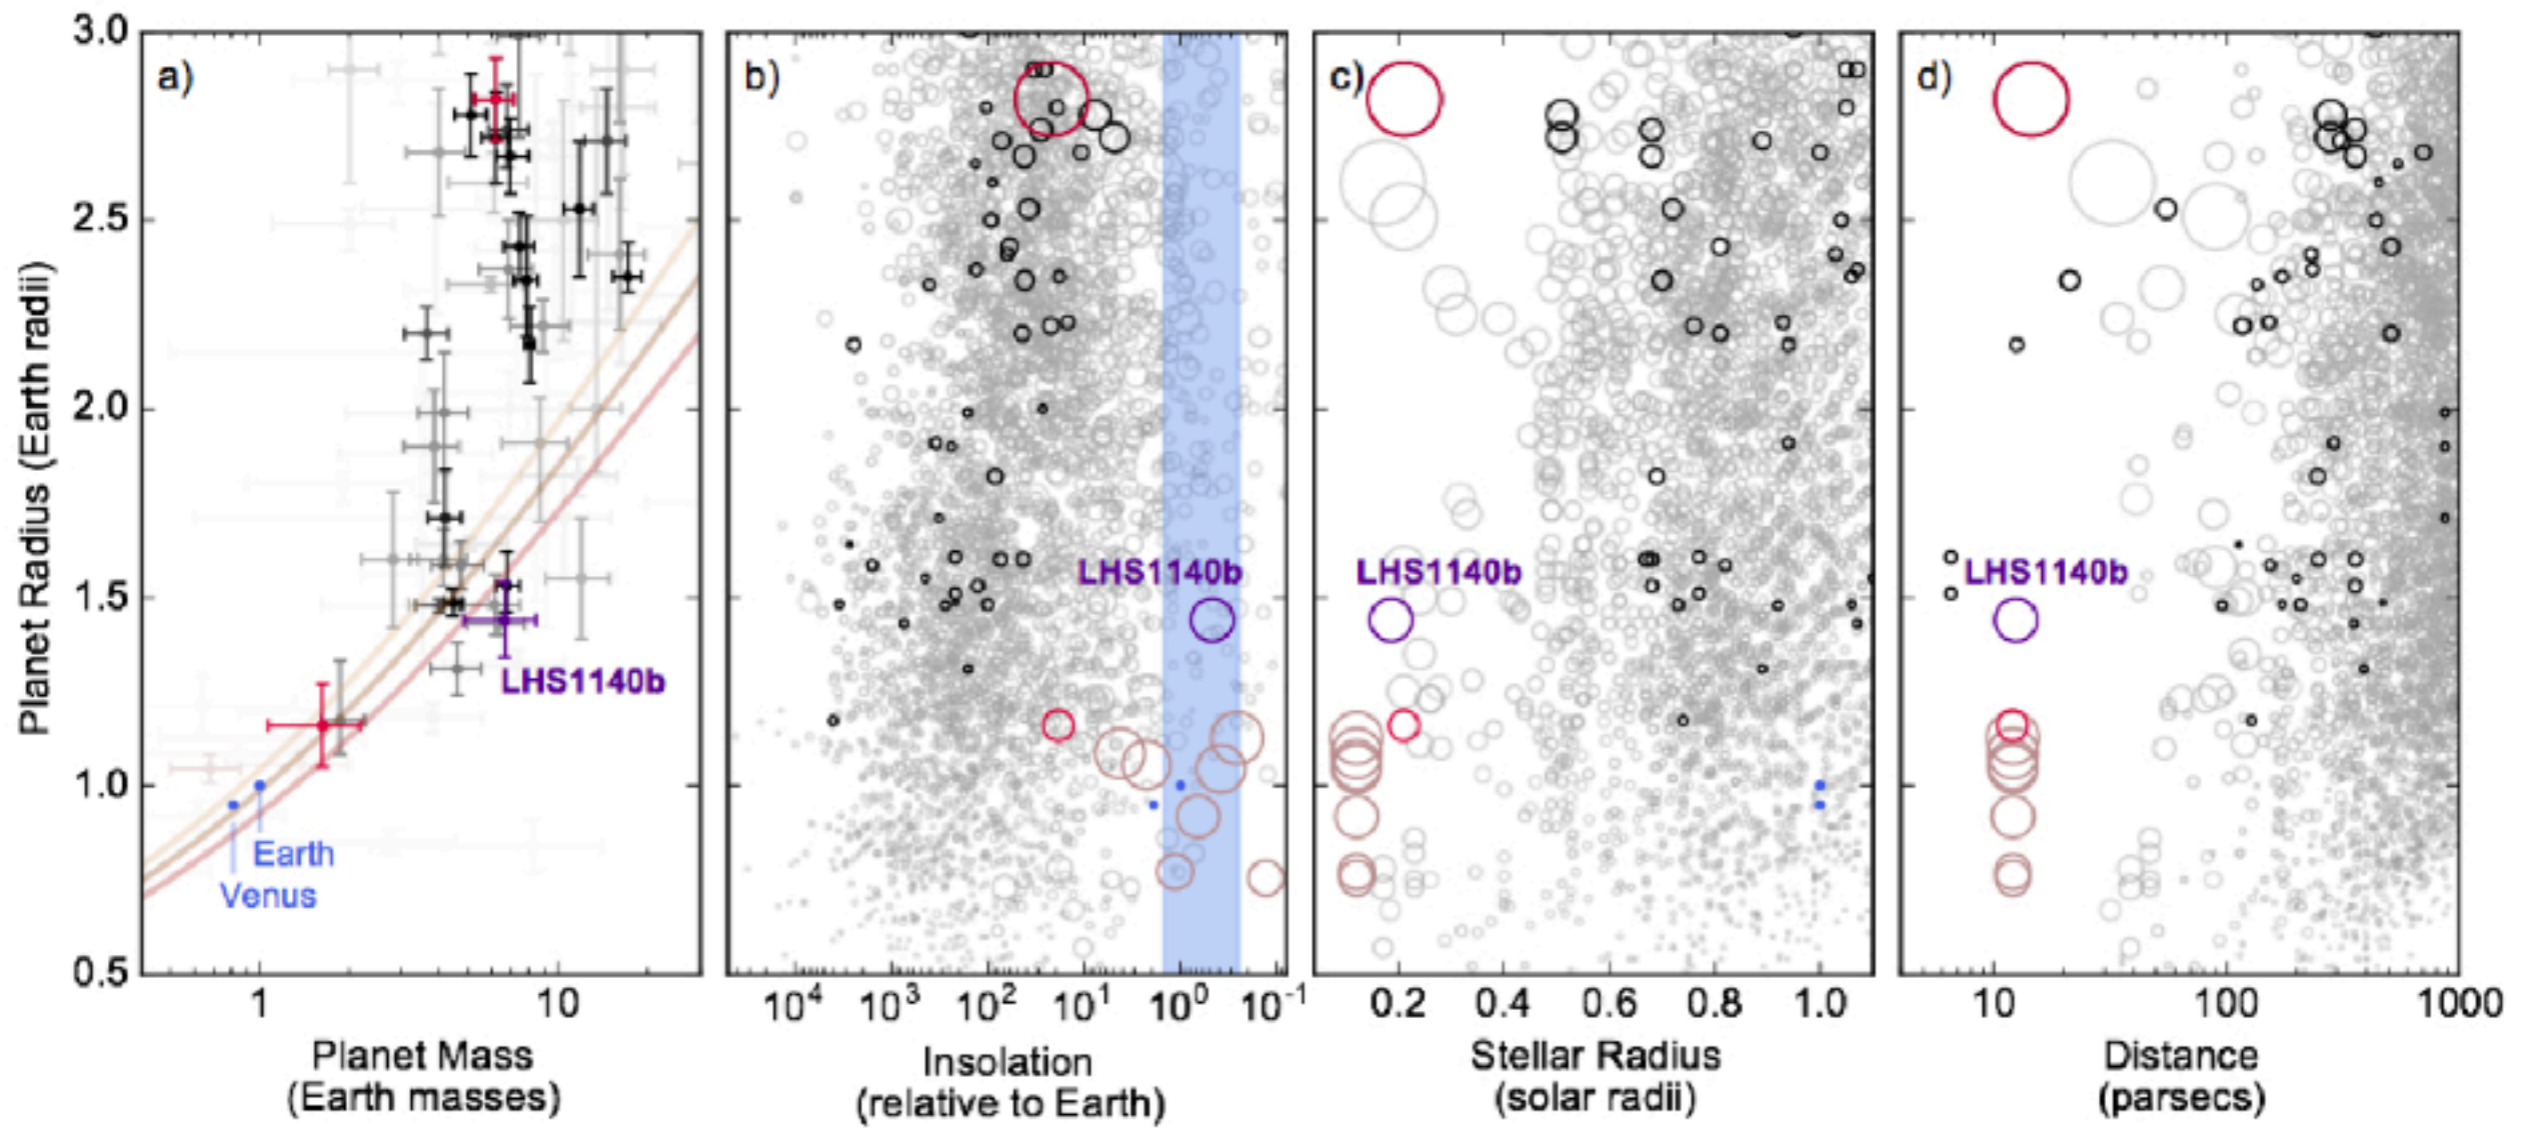 Planet Radius (Earth radii)
3.0
2.5
2.0
1.5
1.0
0.5
a)
LHS1140b
Earth
Venus
1 10
Planet Mass
(Earth masses)
b)
LHS1140b
10⁴ 10³ 10² 10¹ 10⁰ 10⁻¹
Insolation
(relative to Earth)
c)
LHS1140b
0.2 0.4 0.6 0.8 1.0
Stellar Radius
(solar radii)
d)
LHS1140b
10 100 1000
Distance
(parsecs)